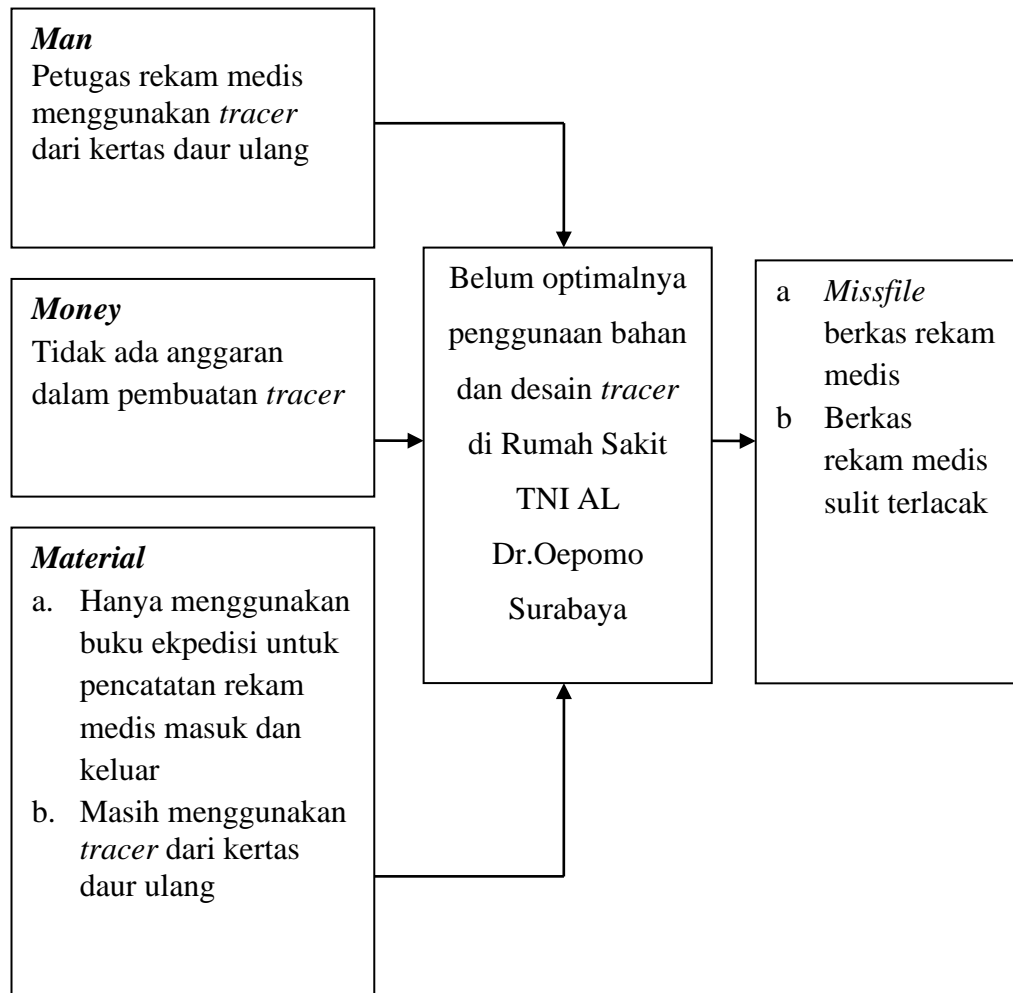 Man
Petugas rekam medis
menggunakan tracer
dari kertas daur ulang
Money
Tidak ada anggaran
dalam pembuatan tracer
Material
a. Hanya menggunakan
buku ekpedisi untuk
pencatatan rekam
medis masuk dan
keluar
b. Masih menggunakan
tracer dari kertas
daur ulang
Belum optimalnya
penggunaan bahan
dan desain tracer
di Rumah Sakit
TNI AL
Dr.Oepomo
Surabaya
a Missfile
berkas rekam
medis
b Berkas
rekam medis
sulit terlacak